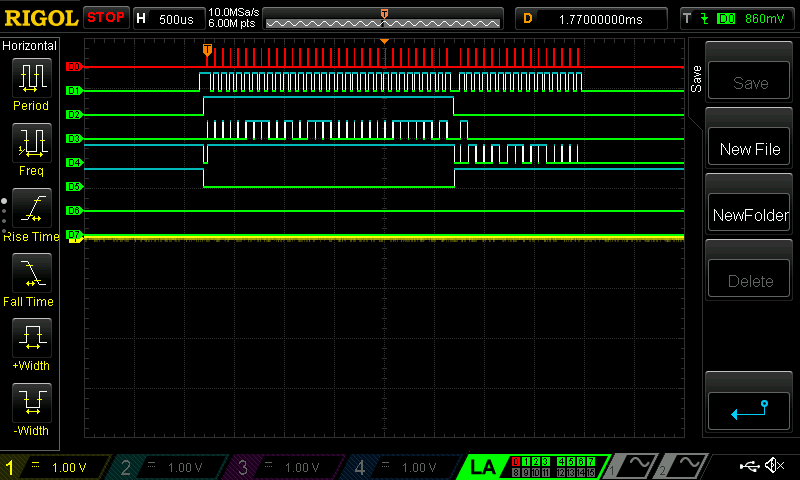 RIGOL STOP H 500us 10.0MSa/s 6.00M pts D 1.77000000ms T D0 860mV
Horizontal
Period
Freq
Rise Time
Fall Time
+Width
-Width
T
T
D0
D1
D2
D3
D4
D5
D6
D7
Save
Save
New File
NewFolder
Delete
1 1.00 V 2 1.00 V 3 1.00 V 4 1.00 V LA 0 1 2 3 4 5 6 7 1 2
8 9 10 11 12 13 14 15